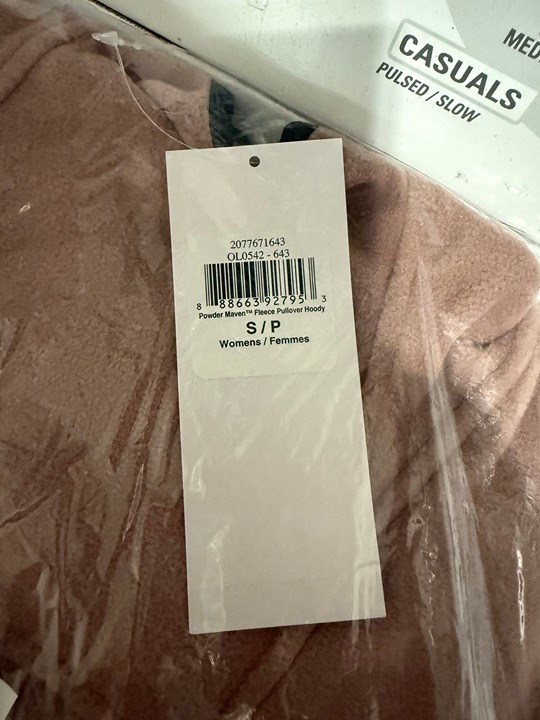 MED
CASUALS
PULSED / SLOW
2077671643
OL0542 - 643
8 88663 92795 3
Powder Maven™ Fleece Pullover Hoody
S / P
Womens / Femmes